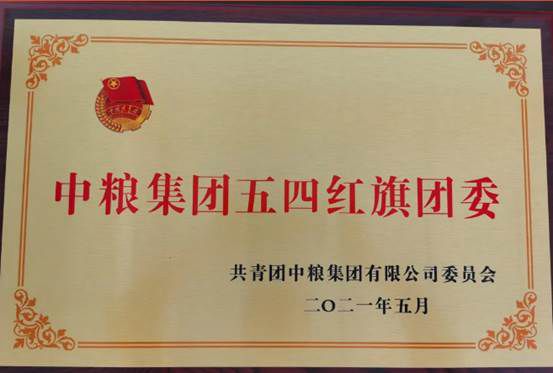 中粮集团五四红旗团委
共青团中粮集团有限公司委员会
二〇二一年五月